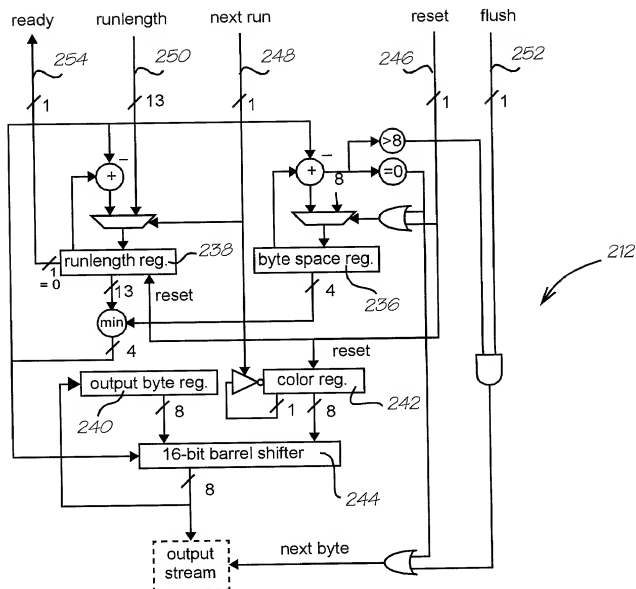 ready runlength next run reset flush
254 250 248 246 252
1 13 1 1 1
− − >8
+ + 8 =0
runlength reg. 238 byte space reg. 212
1 = 0 13 reset 4 236
min
4 reset
output byte reg. color reg.
240 8 1 8 242
16-bit barrel shifter
8 244
output stream next byte